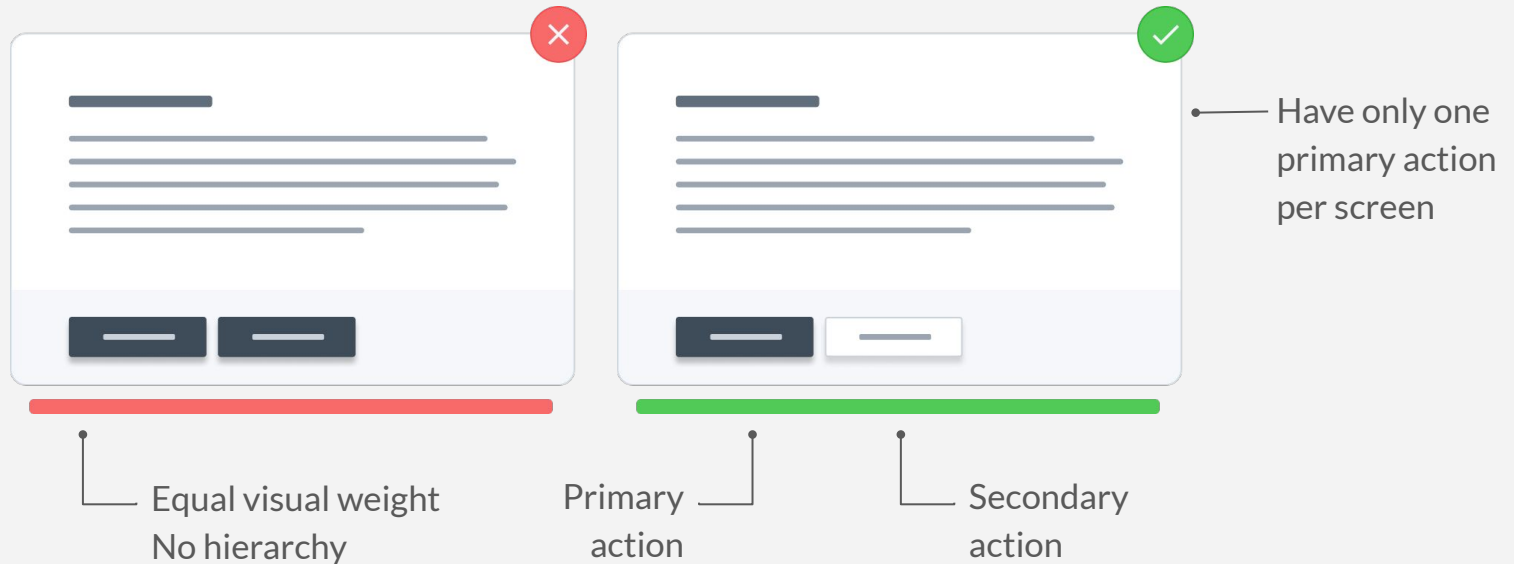 Have only one
primary action
per screen
Equal visual weight
No hierarchy
Primary
action
Secondary
action